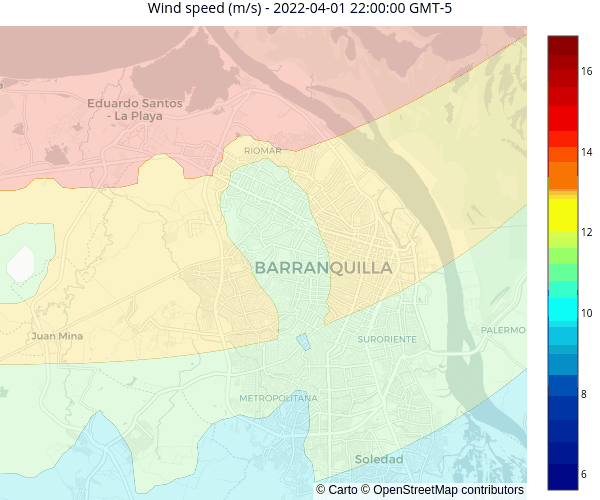 Wind speed (m/s) - 2022-04-01 22:00:00 GMT-5
Eduardo Santos
- La Playa
RIOMAR
BARRANQUILLA
Juan Mina
SURORIENTE
PALERMO
METROPOLITANA
Soledad
© Carto © OpenStreetMap contributors
16
14
12
10
8
6